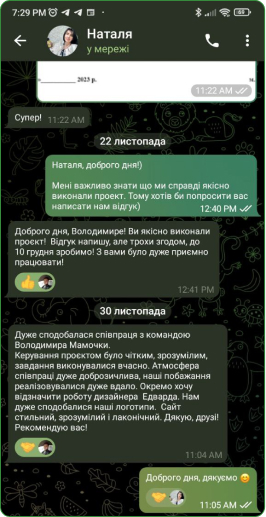 7:29 PM
69
Наталя
у мережі
«__________ 2023 р.
11:22 AM
Супер! 11:22 AM
22 листопада
Наталя, доброго дня!)
Мені важливо знати що ми справді якісно
виконали проект. Тому хотів би попросити вас
написати нам відгук)
12:40 PM
Доброго дня, Володимире! Ви якісно виконали
проєкт! Відгук напишу, але трохи згодом, до
10 грудня зробимо! З вами було дуже приємно
працювати!
12:41 PM
30 листопада
Дуже сподобалася співпраця з командою
Володимира Мамочки.
Керування проєктом було чітким, зрозумілим,
завдання виконувалися вчасно. Атмосфера
співпраці дуже доброзичлива, наші побажання
реалізовувалися дуже вдало. Окремо хочу
відзначити роботу дизайнера Едварда. Нам
дуже сподобалися наші логотипи. Сайт
стильний, зрозумілий і лаконічний. Дякую, друзі!
Рекомендую вас!
11:04 AM
Доброго дня, дякуємо 😊
11:05 AM